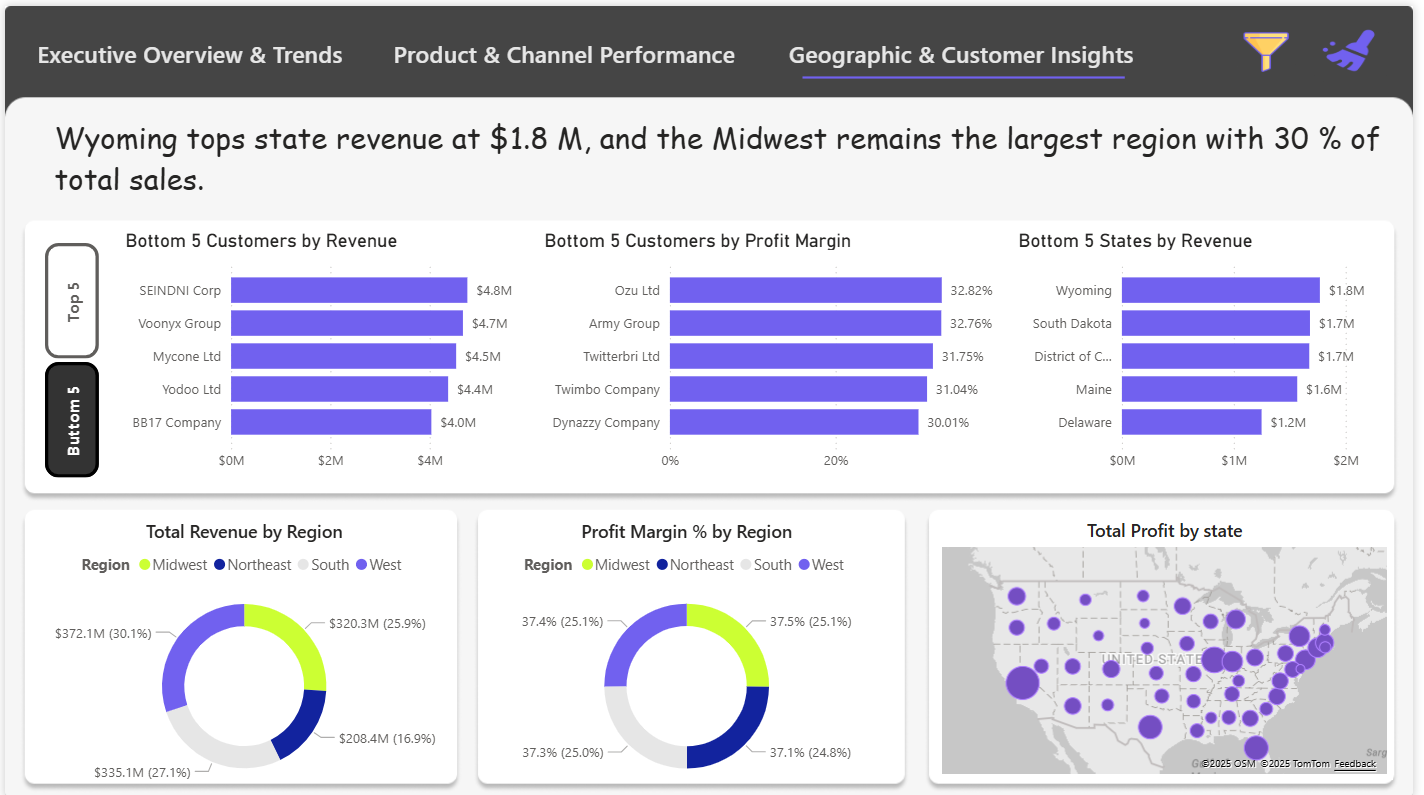 Executive Overview & Trends
Product & Channel Performance
Geographic & Customer Insights
Wyoming tops state revenue at $1.8 M, and the Midwest remains the largest region with 30 % of
total sales.
Top 5
Buttom 5
Bottom 5 Customers by Revenue
SEINDNI Corp $4.8M
Voonyx Group $4.7M
Mycone Ltd $4.5M
Yodoo Ltd $4.4M
BB17 Company $4.0M
$0M $2M $4M
Bottom 5 Customers by Profit Margin
Ozu Ltd 32.82%
Army Group 32.76%
Twitterbri Ltd 31.75%
Twimbo Company 31.04%
Dynazzy Company 30.01%
0% 20%
Bottom 5 States by Revenue
Wyoming $1.8M
South Dakota $1.7M
District of C... $1.7M
Maine $1.6M
Delaware $1.2M
$0M $1M $2M
Total Revenue by Region
Region Midwest Northeast South West
$372.1M (30.1%)
$320.3M (25.9%)
$208.4M (16.9%)
$335.1M (27.1%)
Profit Margin % by Region
Region Midwest Northeast South West
37.4% (25.1%)
37.5% (25.1%)
37.3% (25.0%)
37.1% (24.8%)
Total Profit by state
UNITED STATE
Sarg
©2025 OSM ©2025 TomTom Feedback